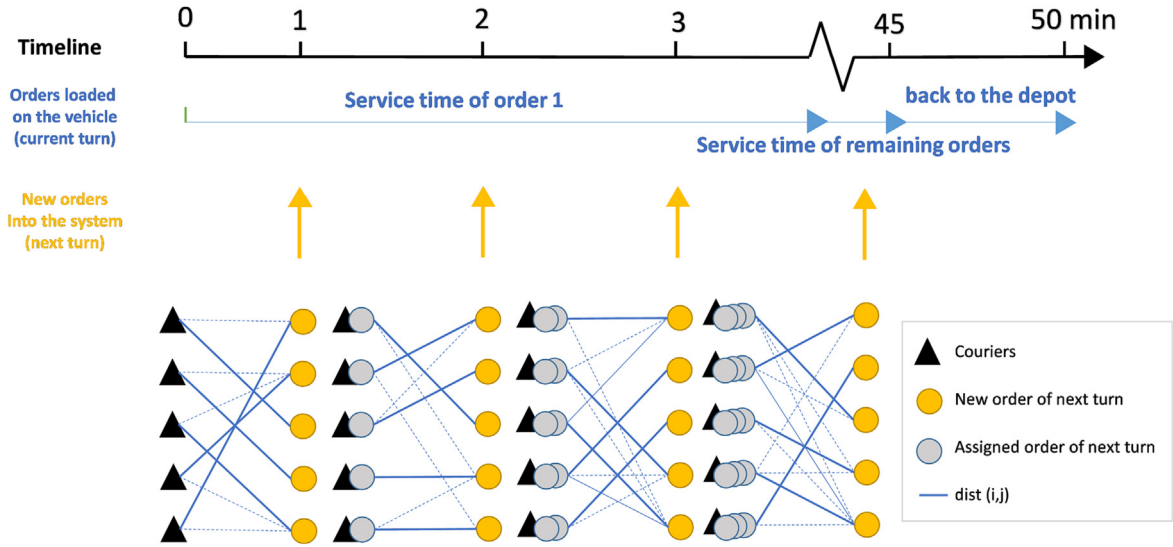 0 1 2 3 45 50 min
Timeline
Orders loaded
on the vehicle
(current turn)
Service time of order 1
back to the depot
Service time of remaining orders
New orders
Into the system
(next turn)
Couriers
New order of next turn
Assigned order of next turn
dist (i,j)